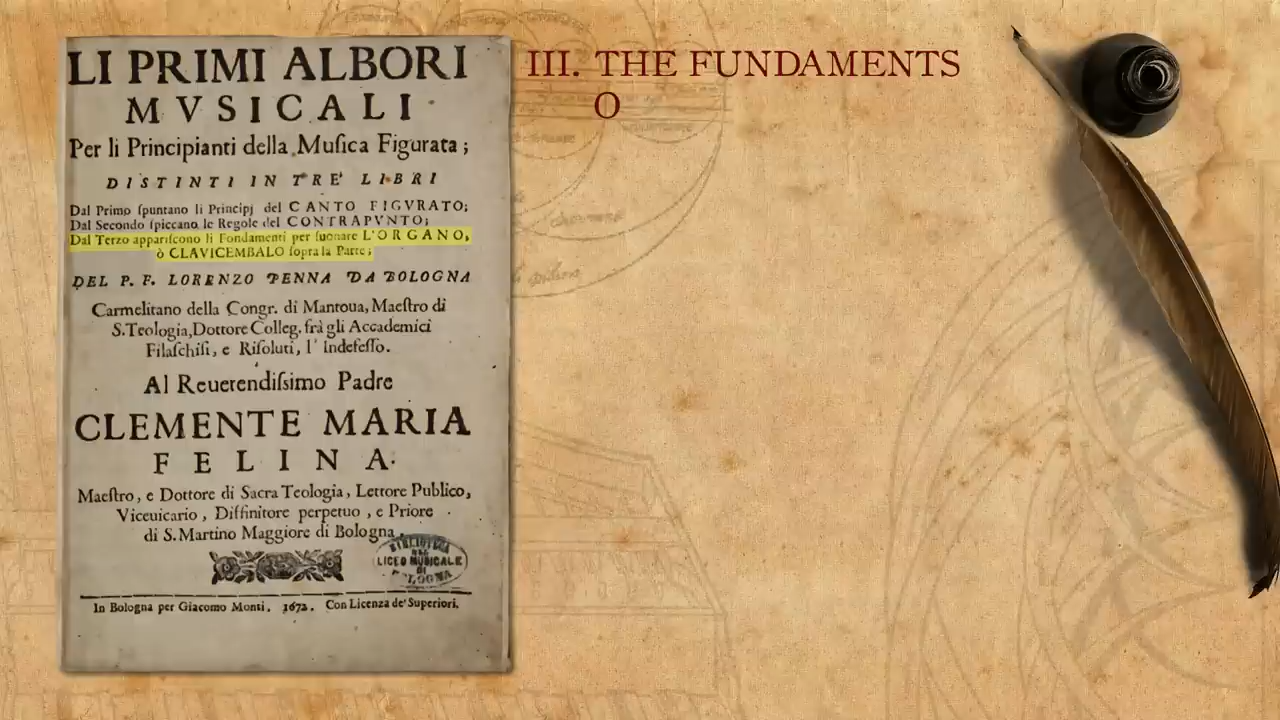 LI PRIMI ALBORI
MVSICALI
Per li Principianti della Muſica Figurata;
DISTINTI IN TRE' LIBRI
Dal Primo ſpuntano li Principj del CANTO FIGVRATO;
Dal Secondo ſpiccano le Regole del CONTRAPVNTO;
Dal Terzo appariſcono li Fondamenti per ſuonare L'ORGANO,
ò CLAVICEMBALO ſopra la Parte;
DEL P. F. LORENZO PENNA DA BOLOGNA
Carmelitano della Congr. di Mantoua, Maeſtro di
S. Teologia, Dottore Colleg. frà gli Accademici
Filaſchiſi, e Riſoluti, l'Indefeſſo.
Al Reuerendiſsimo Padre
CLEMENTE MARIA
FELINA.
Maeſtro, e Dottore di Sacra Teologia, Lettore Publico,
Viceuicario, Diffinitore perpetuo, e Priore
di S. Martino Maggiore di Bologna.
BIBLIOTECA
DEL
LICEO MUSICALE
DI
BOLOGNA
In Bologna per Giacomo Monti. 1672. Con Licenza de' Superiori.
III. THE FUNDAMENTS
O